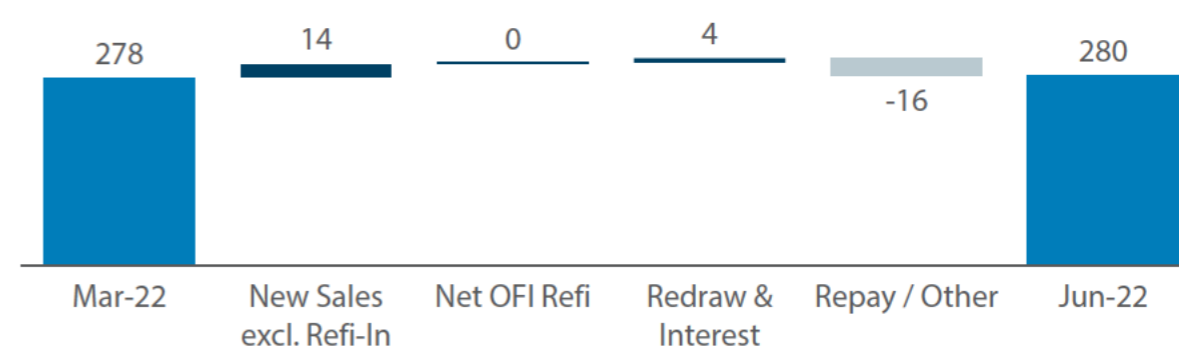 278
14
0
4
-16
280
Mar-22
New Sales
excl. Refi-In
Net OFI Refi
Redraw &
Interest
Repay / Other
Jun-22